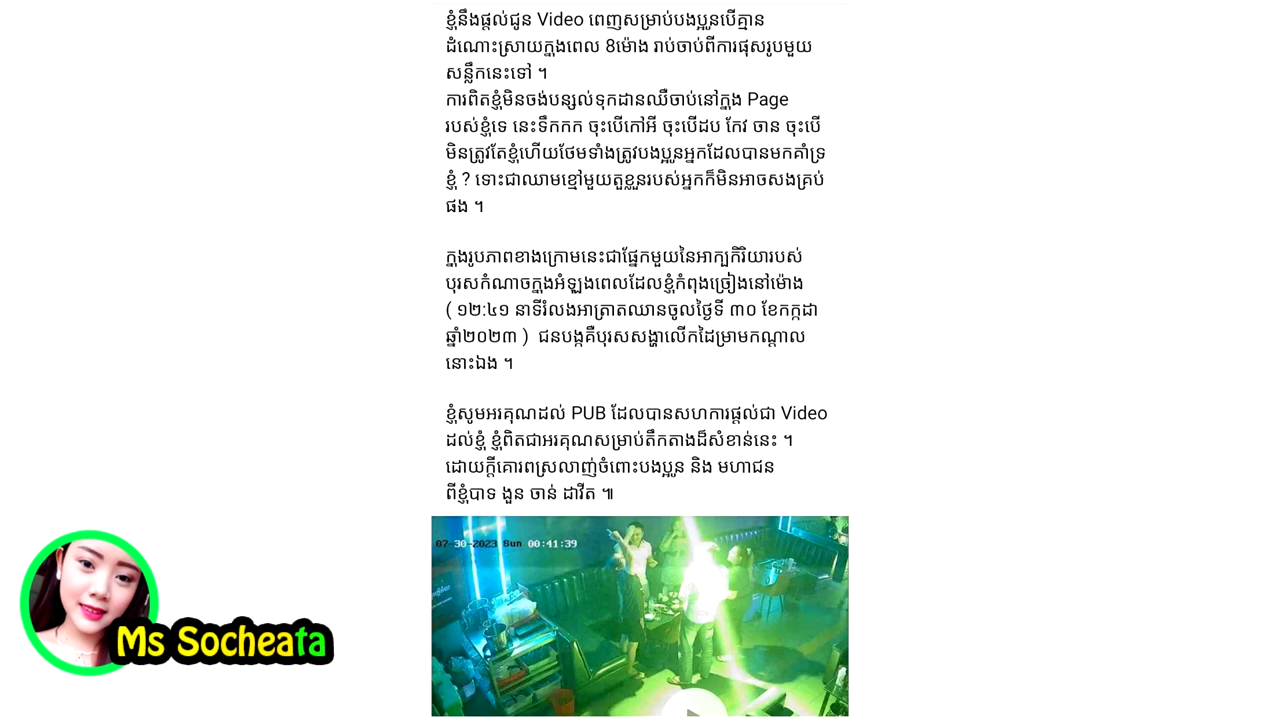 ខ្ញុំនឹងផ្តល់ជូន Video ពេញសម្រាប់បងប្អូនបើគ្មាន
ដំណោះស្រាយក្នុងពេល 8ម៉ោង រាប់ចាប់ពីការផុសរូបមួយ
សន្លឹកនេះទៅ ។
ការពិតខ្ញុំមិនចង់បន្សល់ទុកដានឈឺចាប់នៅក្នុង Page
របស់ខ្ញុំទេ នេះទឹកកក ចុះបើកៅអី ចុះបើដប កែវ ចាន ចុះបើ
មិនត្រូវតែខ្ញុំហើយថែមទាំងត្រូវបងប្អូនអ្នកដែលបានមកគាំទ្រ
ខ្ញុំ ? ទោះជាឈាមខ្មៅមួយតួខ្លួនរបស់អ្នកក៏មិនអាចសងគ្រប់
ផង ។
ក្នុងរូបភាពខាងក្រោមនេះជាផ្នែកមួយនៃអាក្បកិរិយារបស់
បុរសកំណាចក្នុងអំឡុងពេលដែលខ្ញុំកំពុងច្រៀងនៅម៉ោង
( ១២:៤១ នាទីរំលងអាត្រាតឈានចូលថ្ងៃទី ៣០ ខែកក្កដា
ឆ្នាំ២០២៣ ) ជនបង្កគឺបុរសសង្ហាលើកដៃម្រាមកណ្តាល
នោះឯង ។
ខ្ញុំសូមអរគុណដល់ PUB ដែលបានសហការផ្តល់ជា Video
ដល់ខ្ញុំ ខ្ញុំពិតជាអរគុណសម្រាប់តឹកតាងដ៏សំខាន់នេះ ។
ដោយក្តីគោរពស្រលាញ់ចំពោះបងប្អូន និង មហាជន
ពីខ្ញុំបាទ ងួន ចាន់ ដាវីត ៕
07-30-2023 Sun 00:41:39
Ms Socheata